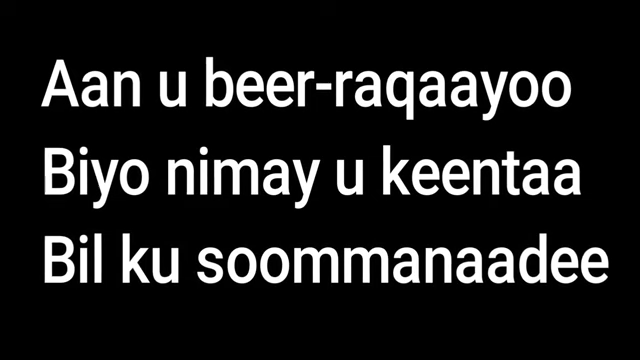 Aan u beer-raqaayoo
Biyo nimay u keentaa
Bil ku soommanaadee